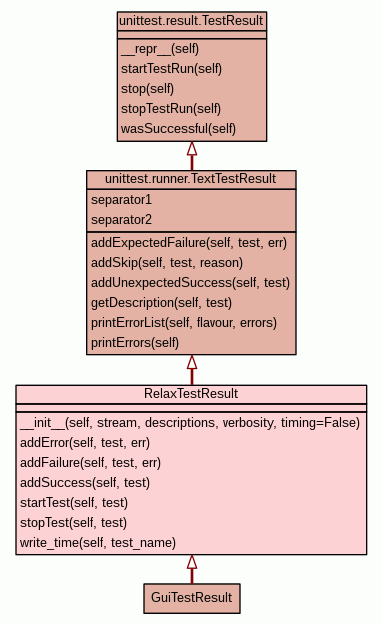 unittest.result.TestResult
__repr__(self)
startTestRun(self)
stop(self)
stopTestRun(self)
wasSuccessful(self)
unittest.runner.TextTestResult
separator1
separator2
addExpectedFailure(self, test, err)
addSkip(self, test, reason)
addUnexpectedSuccess(self, test)
getDescription(self, test)
printErrorList(self, flavour, errors)
printErrors(self)
RelaxTestResult
__init__(self, stream, descriptions, verbosity, timing=False)
addError(self, test, err)
addFailure(self, test, err)
addSuccess(self, test)
startTest(self, test)
stopTest(self, test)
write_time(self, test_name)
GuiTestResult